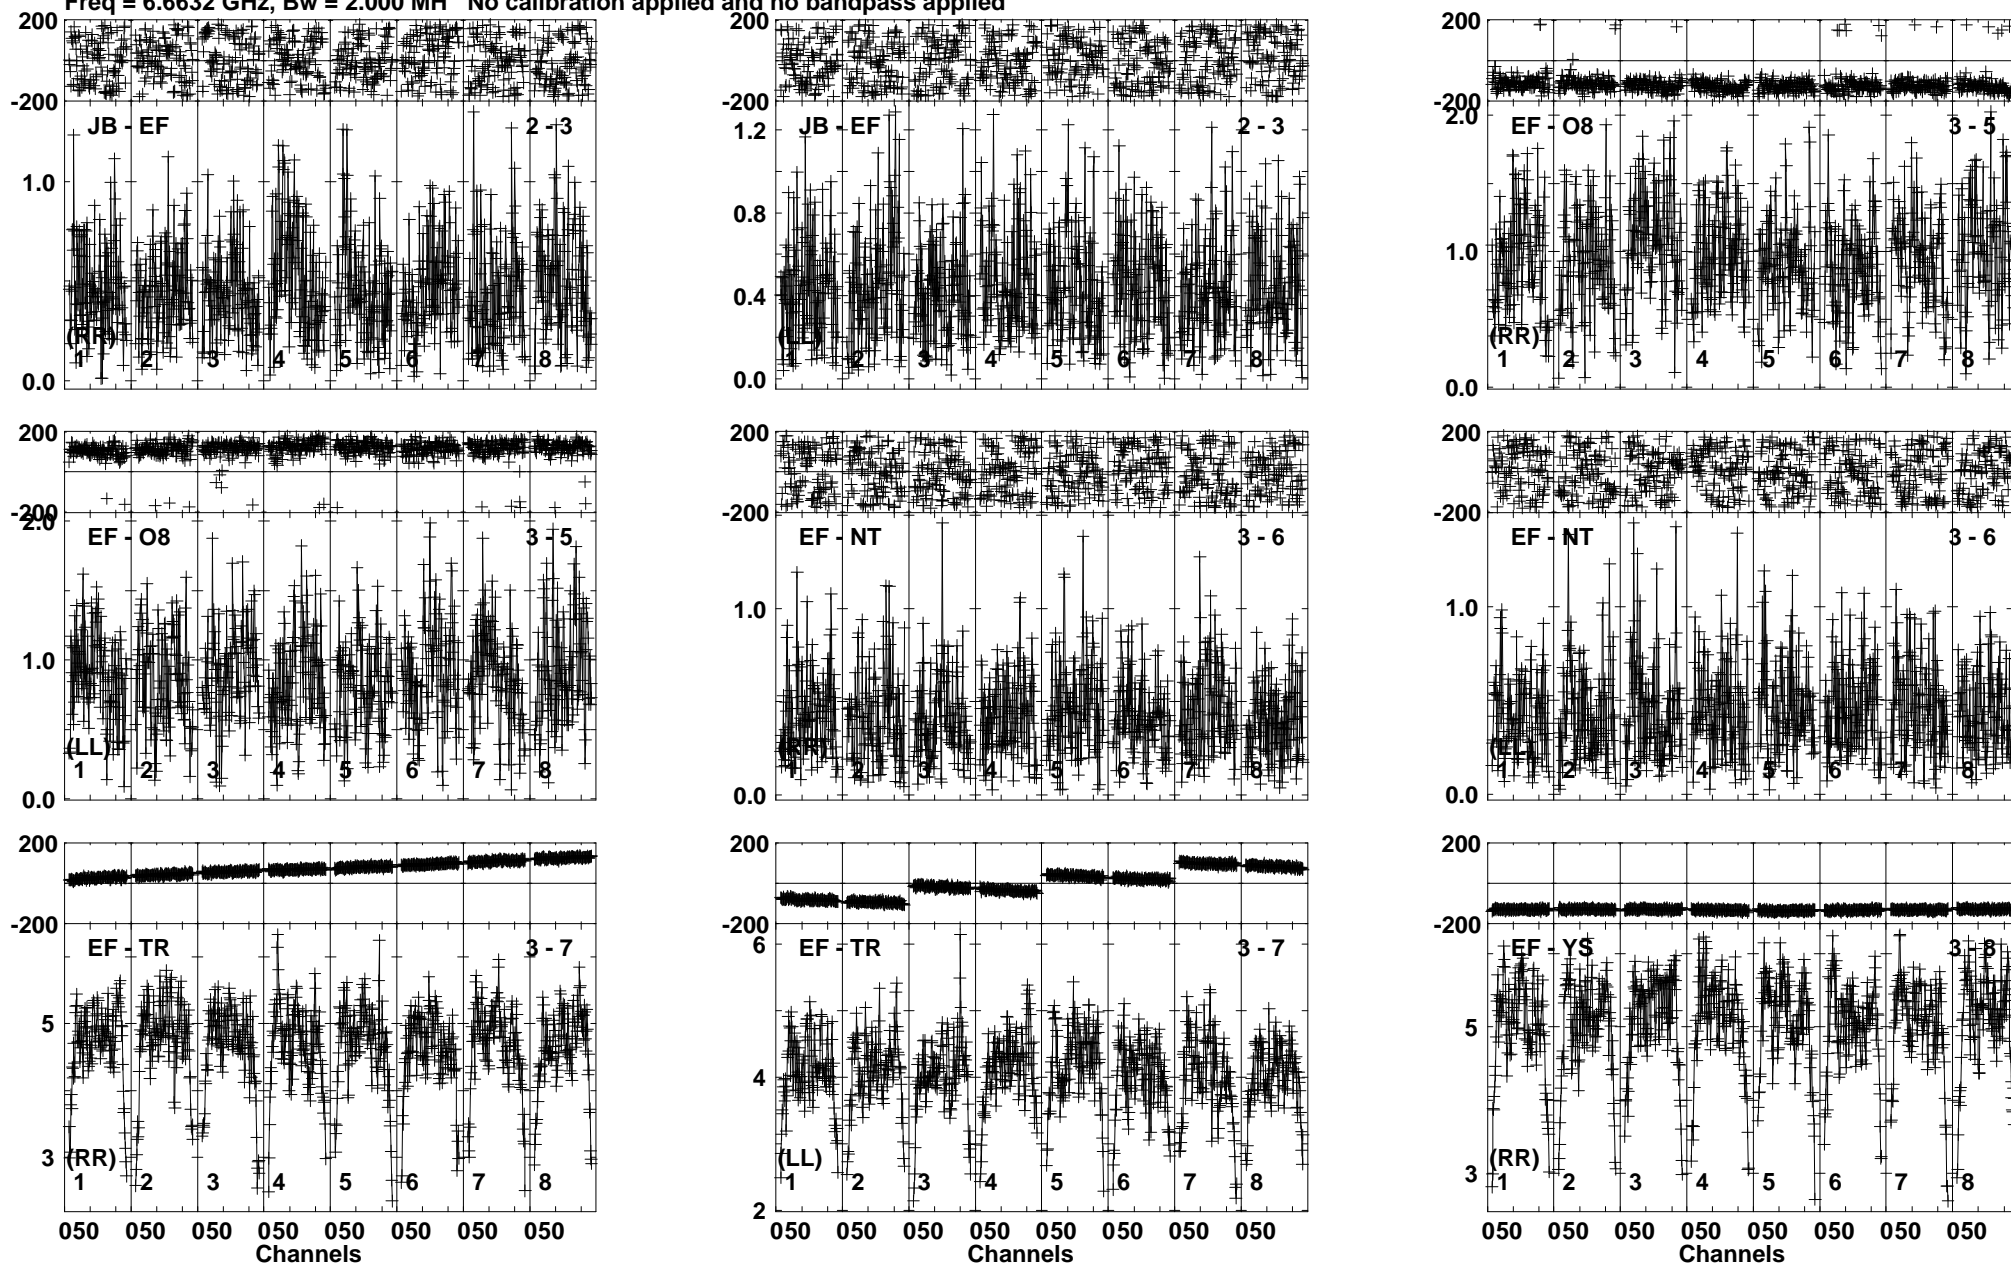 Freq = 6.6632 GHz, Bw = 2.000 MH No calibration applied and no bandpass applied
200 200 200
-200 -200 -200
JB - EF 2 - 3 JB - EF 2 - 3 2.0 EF - O8 3 - 5
1.2
1.0 0.8 1.0
0.4
(RR) (LL) (RR)
1 2 3 4 5 6 7 8 1 2 3 4 5 6 7 8 1 2 3 4 5 6 7 8
0.0 0.0 0.0
200 200 200
-200 -200 -200
2.0 EF - O8 3 - 5 EF - NT 3 - 6 EF - NT 3 - 6
1.0 1.0 1.0
(LL) (RR) (LL)
1 2 3 4 5 6 7 8 1 2 3 4 5 6 7 8 1 2 3 4 5 6 7 8
0.0 0.0 0.0
200 200 200
-200 -200 -200
EF - TR 3 - 7 6 EF - TR 3 - 7 EF - YS 3 - 8
5 4 5
3 (RR) (LL) 3 (RR)
1 2 3 4 5 6 7 8 1 2 3 4 5 6 7 8 1 2 3 4 5 6 7 8
2
050 050 050 050 050 050 050 050 050 050 050 050 050 050 050 050 050 050 050 050 050 050 050 050
Channels Channels Channels